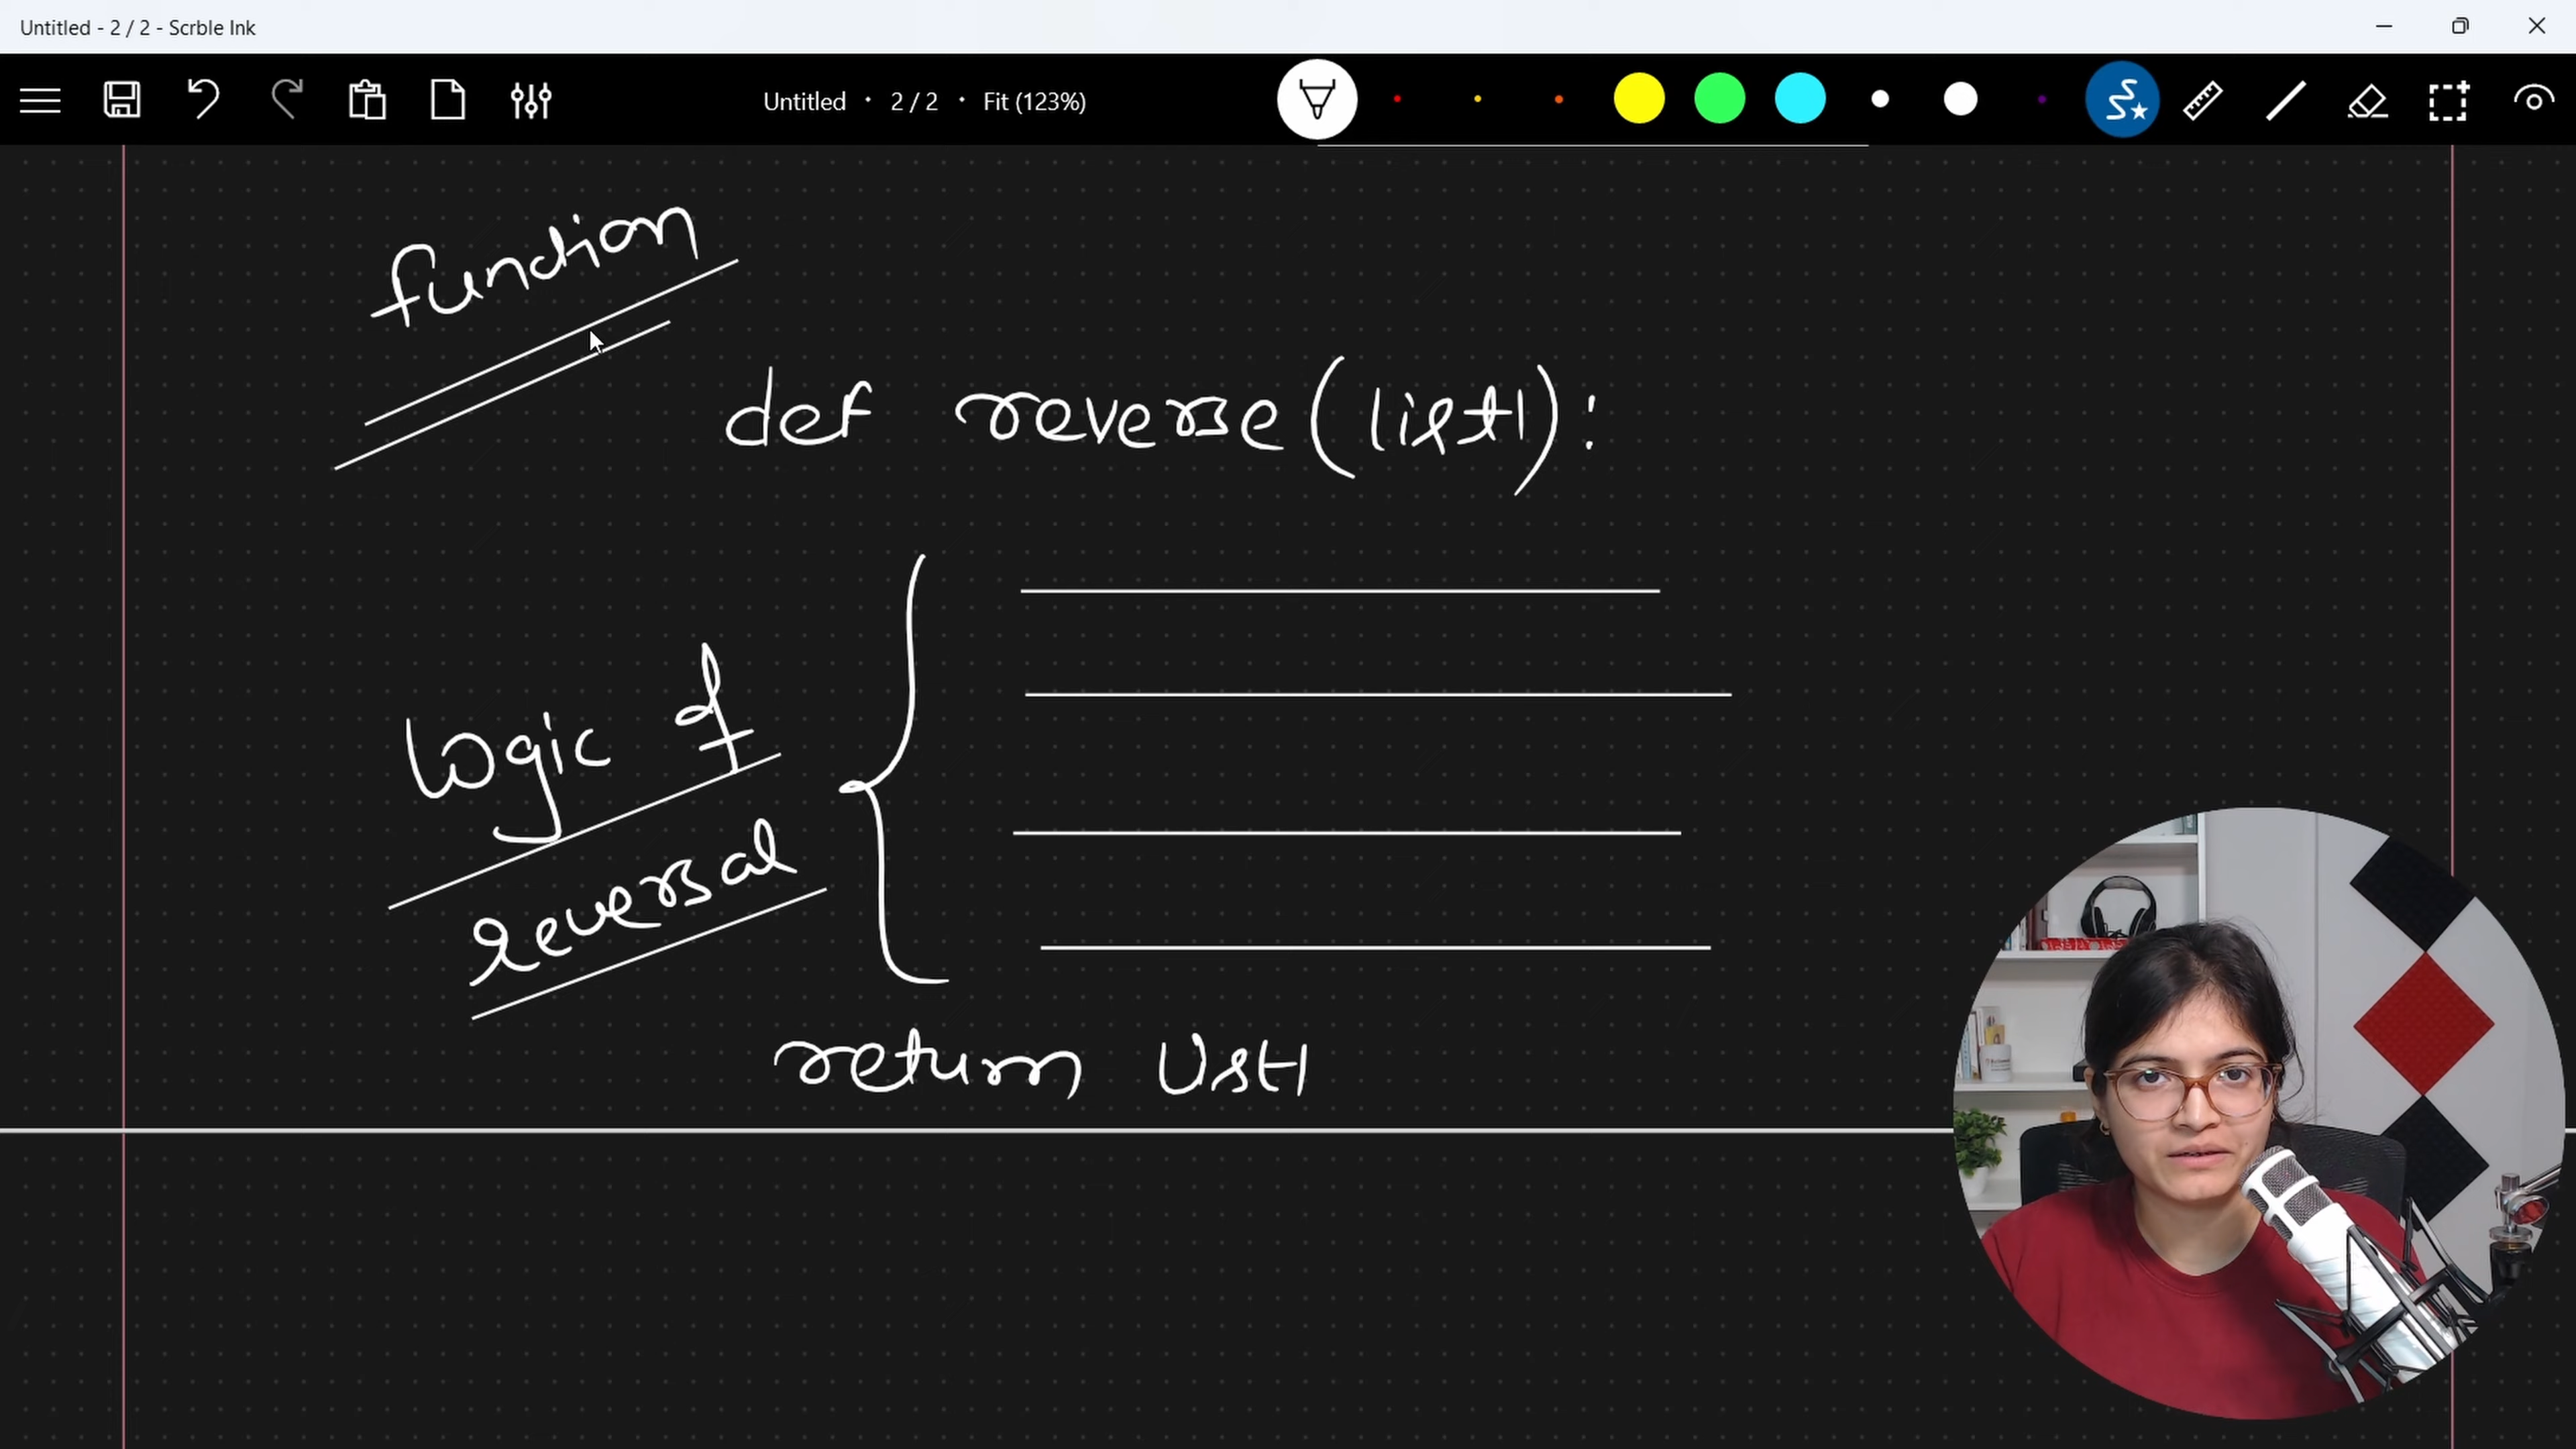 Untitled - 2 / 2 - Scrble Ink
Untitled • 2 / 2 • Fit (123%)
function
def reverse(list1):
Logic of
reversal
return list1